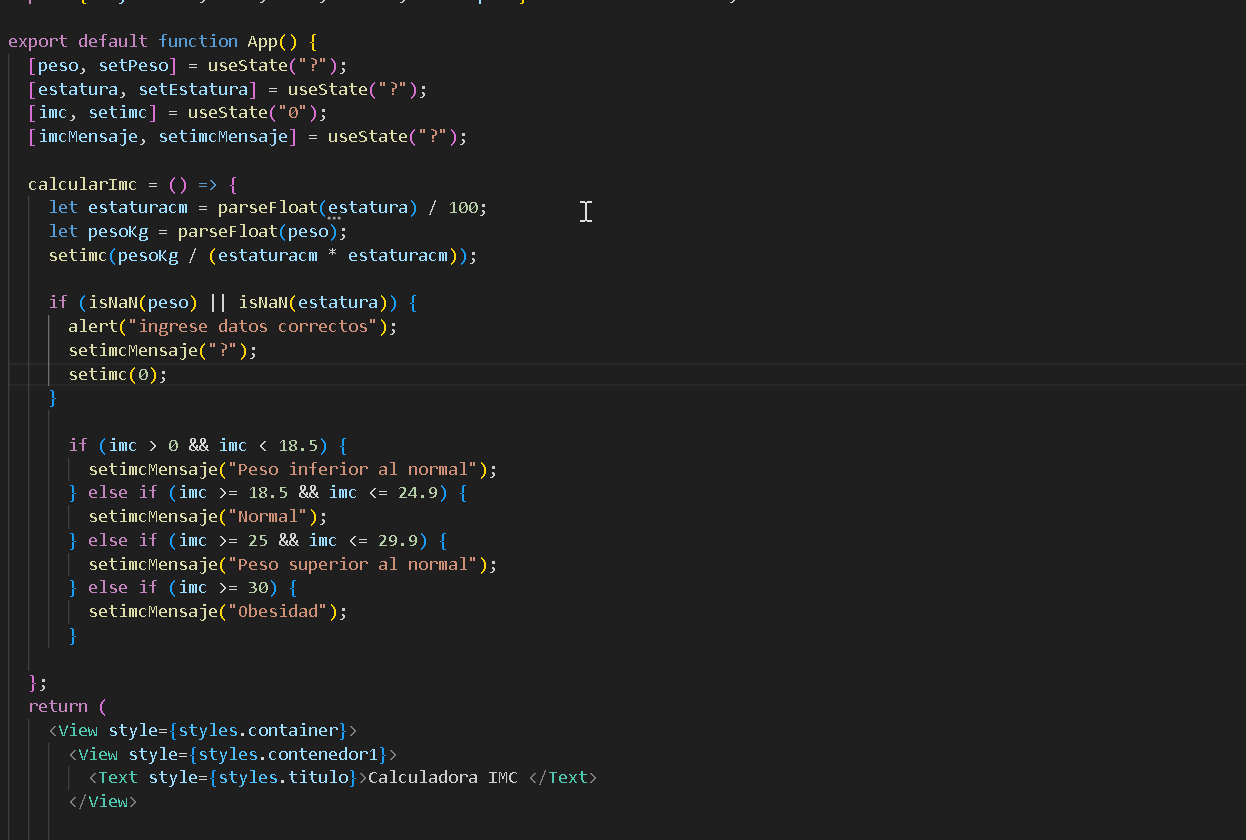 export default function App() {
[peso, setPeso] = useState("?");
[estatura, setEstatura] = useState("?");
[imc, setimc] = useState("0");
[imcMensaje, setimcMensaje] = useState("?");
calcularImc = () => {
let estaturacm = parseFloat(estatura) / 100;
let pesoKg = parseFloat(peso);
setimc(pesoKg / (estaturacm * estaturacm));
if (isNaN(peso) || isNaN(estatura)) {
alert("ingrese datos correctos");
setimcMensaje("?");
setimc(0);
}
if (imc > 0 && imc < 18.5) {
setimcMensaje("Peso inferior al normal");
} else if (imc >= 18.5 && imc <= 24.9) {
setimcMensaje("Normal");
} else if (imc >= 25 && imc <= 29.9) {
setimcMensaje("Peso superior al normal");
} else if (imc >= 30) {
setimcMensaje("Obesidad");
}
};
return (
<View style={styles.container}>
<View style={styles.contenedor1}>
<Text style={styles.titulo}>Calculadora IMC </Text>
</View>